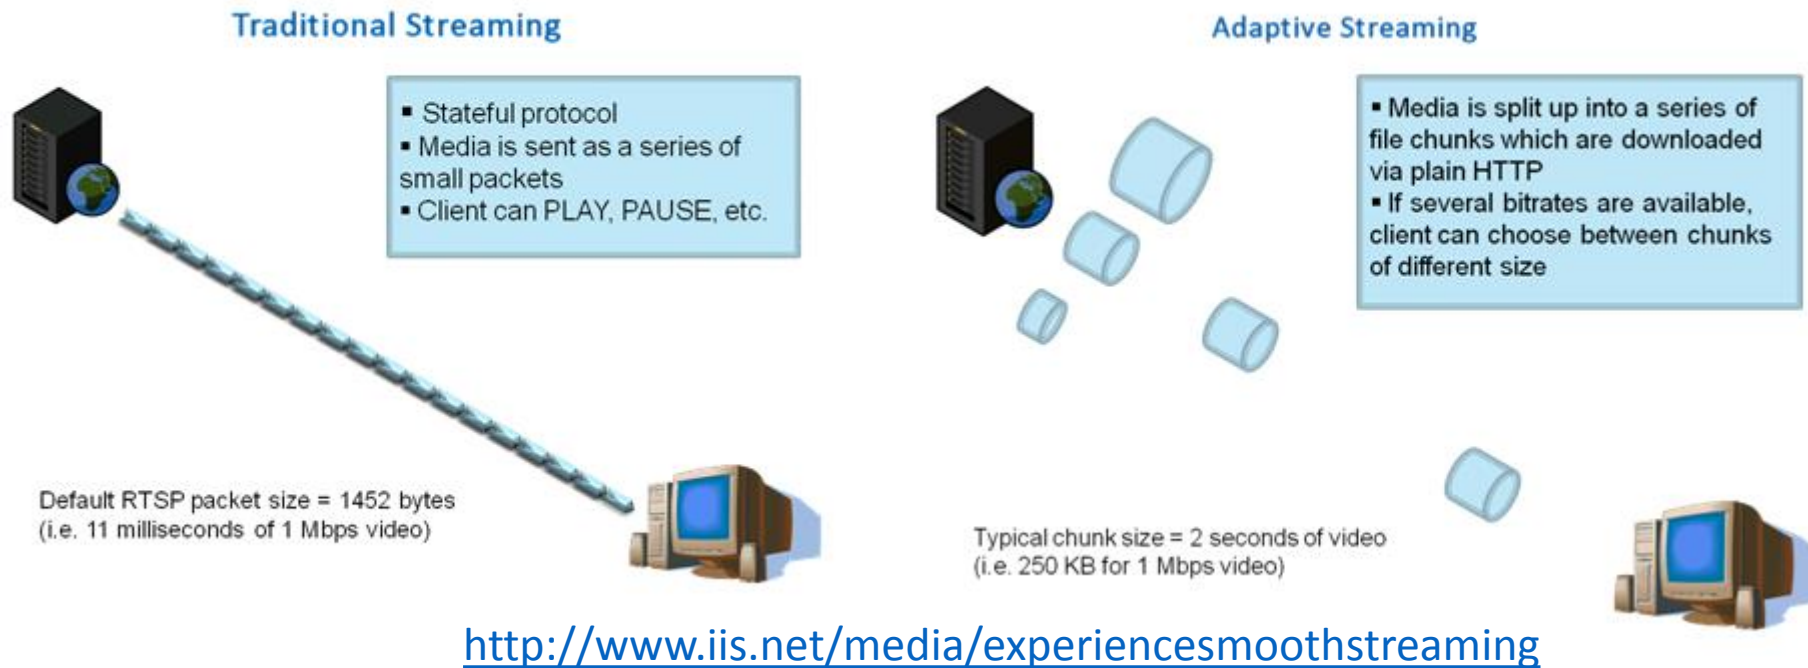 Traditional Streaming
▪ Stateful protocol
▪ Media is sent as a series of
small packets
▪ Client can PLAY, PAUSE, etc.
Default RTSP packet size = 1452 bytes
(i.e. 11 milliseconds of 1 Mbps video)
Adaptive Streaming
▪ Media is split up into a series of
file chunks which are downloaded
via plain HTTP
▪ If several bitrates are available,
client can choose between chunks
of different size
Typical chunk size = 2 seconds of video
(i.e. 250 KB for 1 Mbps video)
http://www.iis.net/media/experiencesmoothstreaming